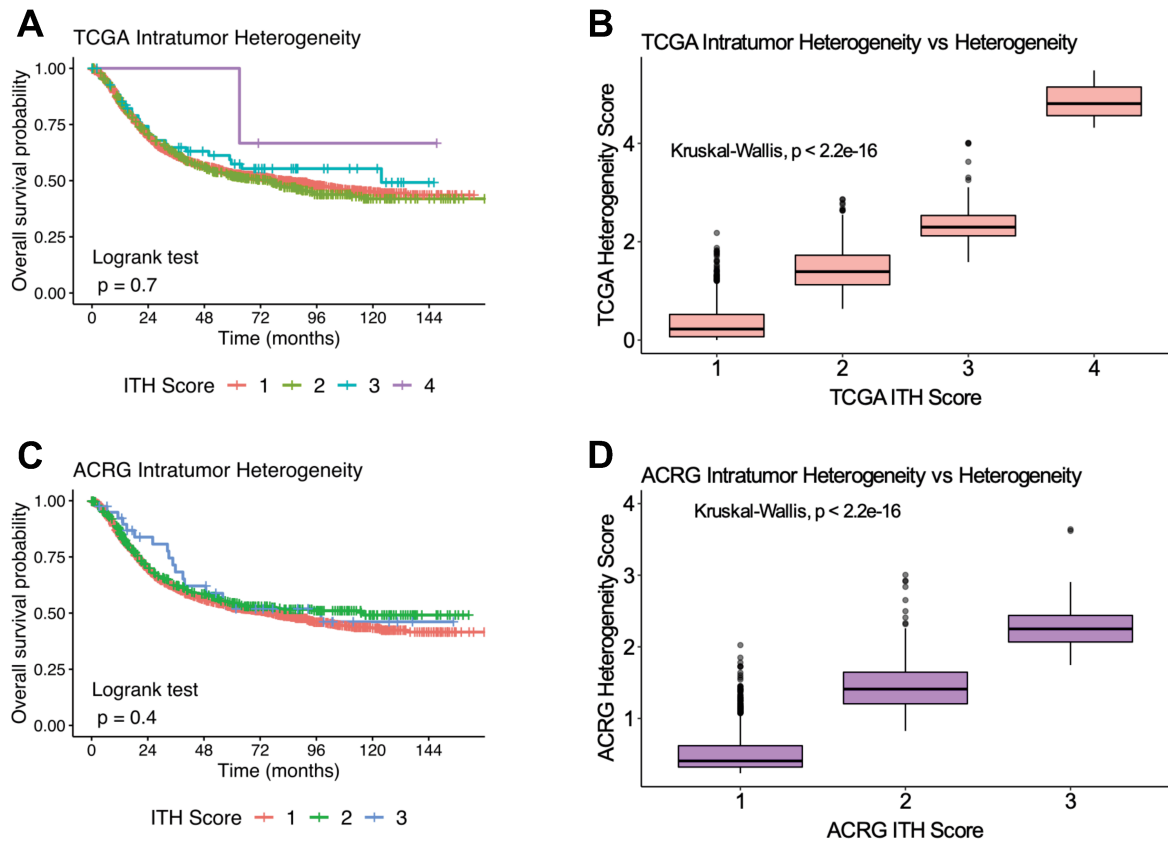 A
TCGA Intratumor Heterogeneity
Overall survival probability
1.00
0.75
0.50
0.25
0.00
Logrank test
p = 0.7
0 24 48 72 96 120 144
Time (months)
ITH Score 1 2 3 4
B
TCGA Intratumor Heterogeneity vs Heterogeneity
TCGA Heterogeneity Score
4
2
0
Kruskal-Wallis, p < 2.2e-16
1 2 3 4
TCGA ITH Score
C
ACRG Intratumor Heterogeneity
Overall survival probability
1.00
0.75
0.50
0.25
0.00
Logrank test
p = 0.4
0 24 48 72 96 120 144
Time (months)
ITH Score 1 2 3
D
ACRG Intratumor Heterogeneity vs Heterogeneity
ACRG Heterogeneity Score
4
3
2
1
Kruskal-Wallis, p < 2.2e-16
1 2 3
ACRG ITH Score